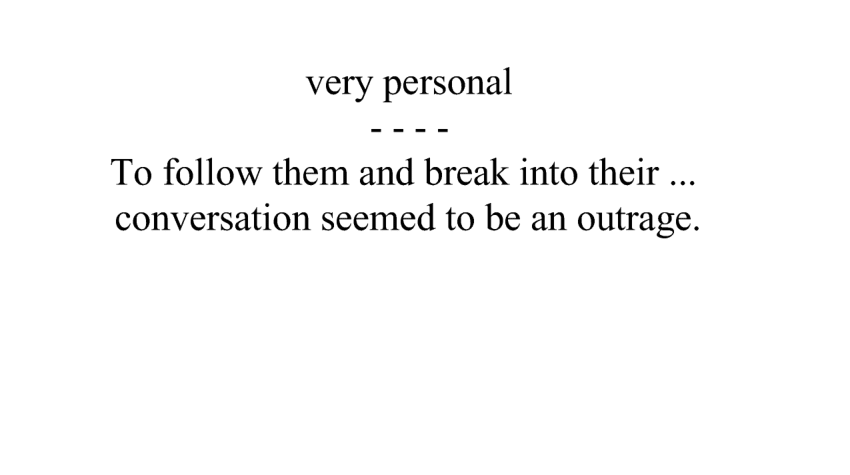 very personal
- - - -
To follow them and break into their ...
conversation seemed to be an outrage.